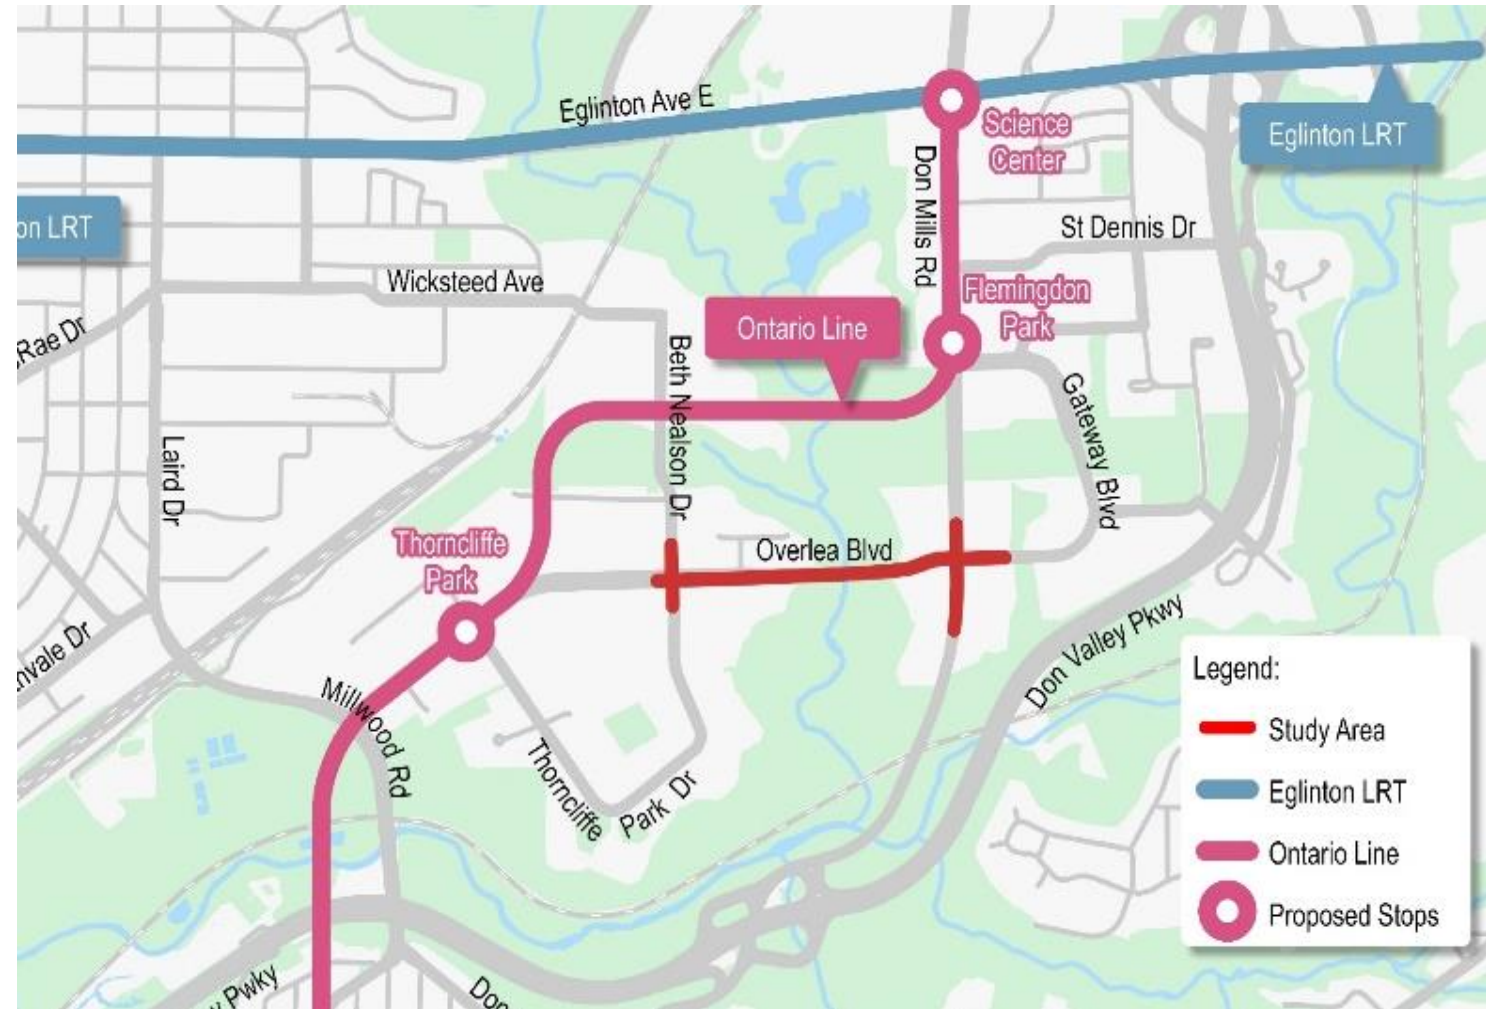 Eglinton Ave E
Science
Center
Eglinton LRT
Don Mills Rd
on LRT
St Dennis Dr
Wicksteed Ave
Flemingdon
Park
Ontario Line
Rae Dr
Beth Nealson Dr
Gateway Blvd
Laird Dr
Thorncliffe
Park
Overlea Blvd
nvale Dr
Don Valley Pkwy
Millwood Rd
Thorncliffe
Park Dr
Legend:
Study Area
Eglinton LRT
Ontario Line
Proposed Stops
y Pwky
Don